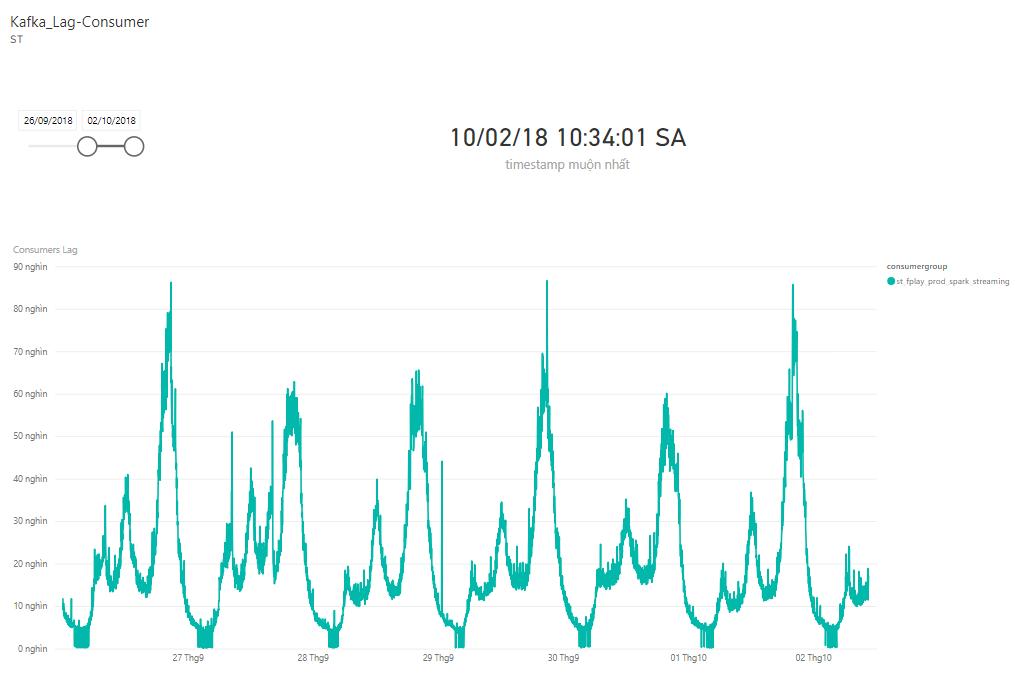 Kafka_Lag-Consumer
ST
26/09/2018 02/10/2018
10/02/18 10:34:01 SA
timestamp muộn nhất
Consumers Lag
90 nghìn
80 nghìn
70 nghìn
60 nghìn
50 nghìn
40 nghìn
30 nghìn
20 nghìn
10 nghìn
0 nghìn
27 Thg9 28 Thg9 29 Thg9 30 Thg9 01 Thg10 02 Thg10
consumergroup
st_fplay_prod_spark_streaming